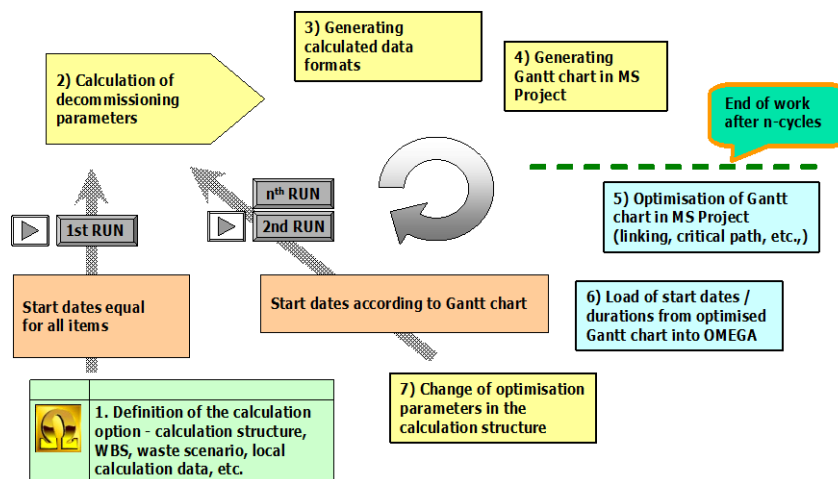 3) Generating
calculated data
formats
4) Generating
Gantt chart in MS
Project
2) Calculation of
decommissioning
parameters
End of work
after n-cycles
nth RUN
1st RUN
2nd RUN
5) Optimisation of Gantt
chart in MS Project
(linking, critical path, etc.,)
Start dates equal
for all items
Start dates according to Gantt chart
6) Load of start dates /
durations from optimised
Gantt chart into OMEGA
7) Change of optimisation
parameters in the
calculation structure
Ω
1. Definition of the calculation
option - calculation structure,
WBS, waste scenario, local
calculation data, etc.